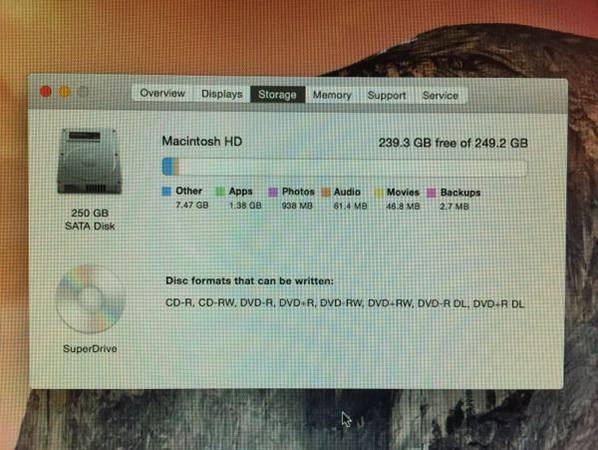 Overview Displays Storage Memory Support Service
Macintosh HD 239.3 GB free of 249.2 GB
Other Apps Photos Audio Movies Backups
7.47 GB 1.38 GB 938 MB 61.4 MB 46.8 MB 2.7 MB
250 GB
SATA Disk
Disc formats that can be written:
CD-R, CD-RW, DVD-R, DVD+R, DVD-RW, DVD+RW, DVD-R DL, DVD+R DL
SuperDrive